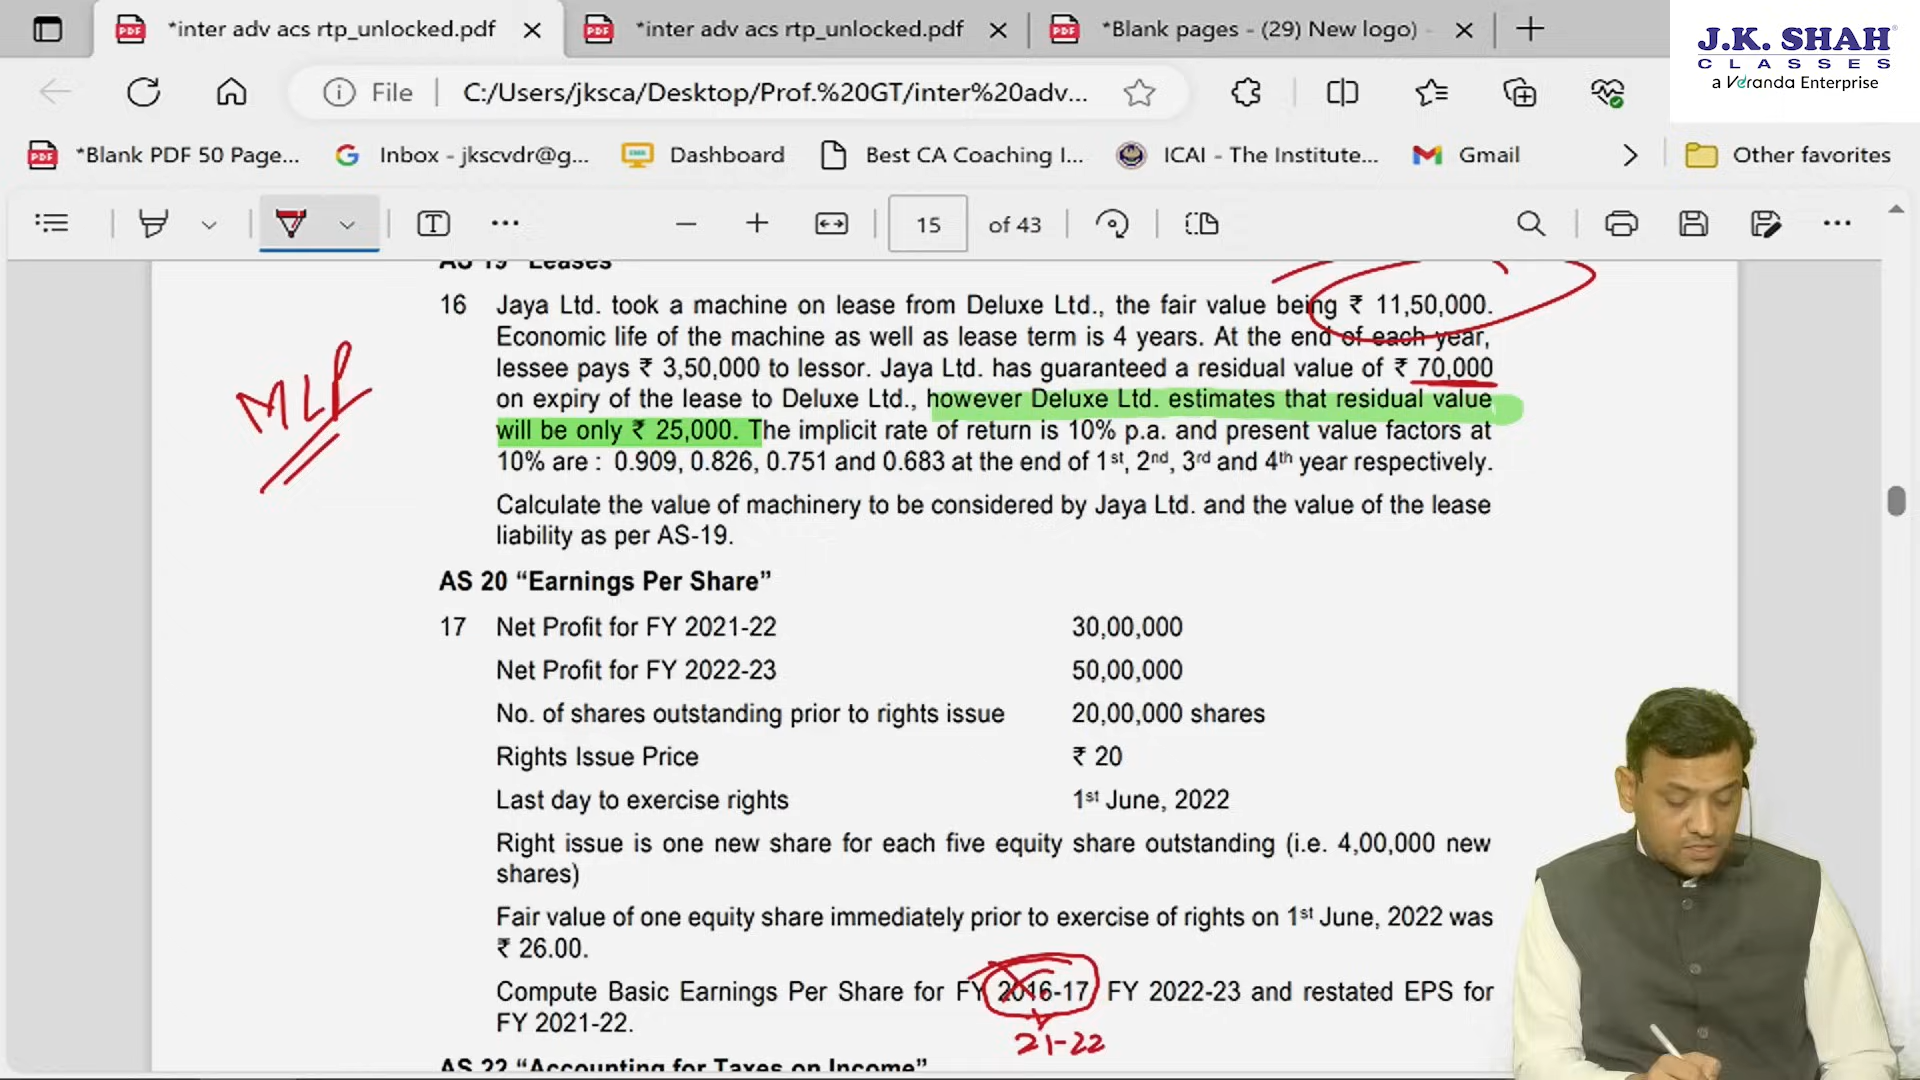 *inter adv acs rtp_unlocked.pdf
*inter adv acs rtp_unlocked.pdf
*Blank pages - (29) New logo)
J.K. SHAH
CLASSES
a Veranda Enterprise
File
C:/Users/jksca/Desktop/Prof.%20GT/inter%20adv...
*Blank PDF 50 Page...
Inbox - jkscvdr@g...
Dashboard
Best CA Coaching I...
ICAI - The Institute...
Gmail
Other favorites
15 of 43
AS 19 "Leases"
16 Jaya Ltd. took a machine on lease from Deluxe Ltd., the fair value being ₹ 11,50,000.
Economic life of the machine as well as lease term is 4 years. At the end of each year,
lessee pays ₹ 3,50,000 to lessor. Jaya Ltd. has guaranteed a residual value of ₹ 70,000
on expiry of the lease to Deluxe Ltd., however Deluxe Ltd. estimates that residual value
will be only ₹ 25,000. The implicit rate of return is 10% p.a. and present value factors at
10% are : 0.909, 0.826, 0.751 and 0.683 at the end of 1st, 2nd, 3rd and 4th year respectively.
MLP
Calculate the value of machinery to be considered by Jaya Ltd. and the value of the lease
liability as per AS-19.
AS 20 “Earnings Per Share”
17 Net Profit for FY 2021-22 30,00,000
Net Profit for FY 2022-23 50,00,000
No. of shares outstanding prior to rights issue 20,00,000 shares
Rights Issue Price ₹ 20
Last day to exercise rights 1st June, 2022
Right issue is one new share for each five equity share outstanding (i.e. 4,00,000 new
shares)
Fair value of one equity share immediately prior to exercise of rights on 1st June, 2022 was
₹ 26.00.
Compute Basic Earnings Per Share for FY 2016-17, FY 2022-23 and restated EPS for
FY 2021-22.
21-22
AS 22 “Accounting for Taxes on Income”